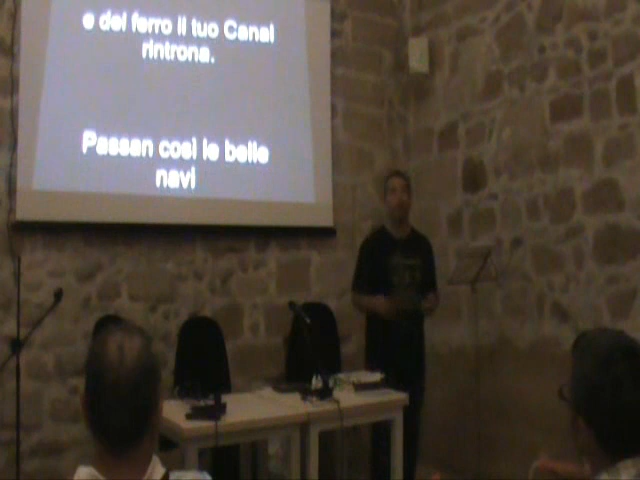 e del ferro il tuo Canal
rintrona.
Passan così le belle
navi